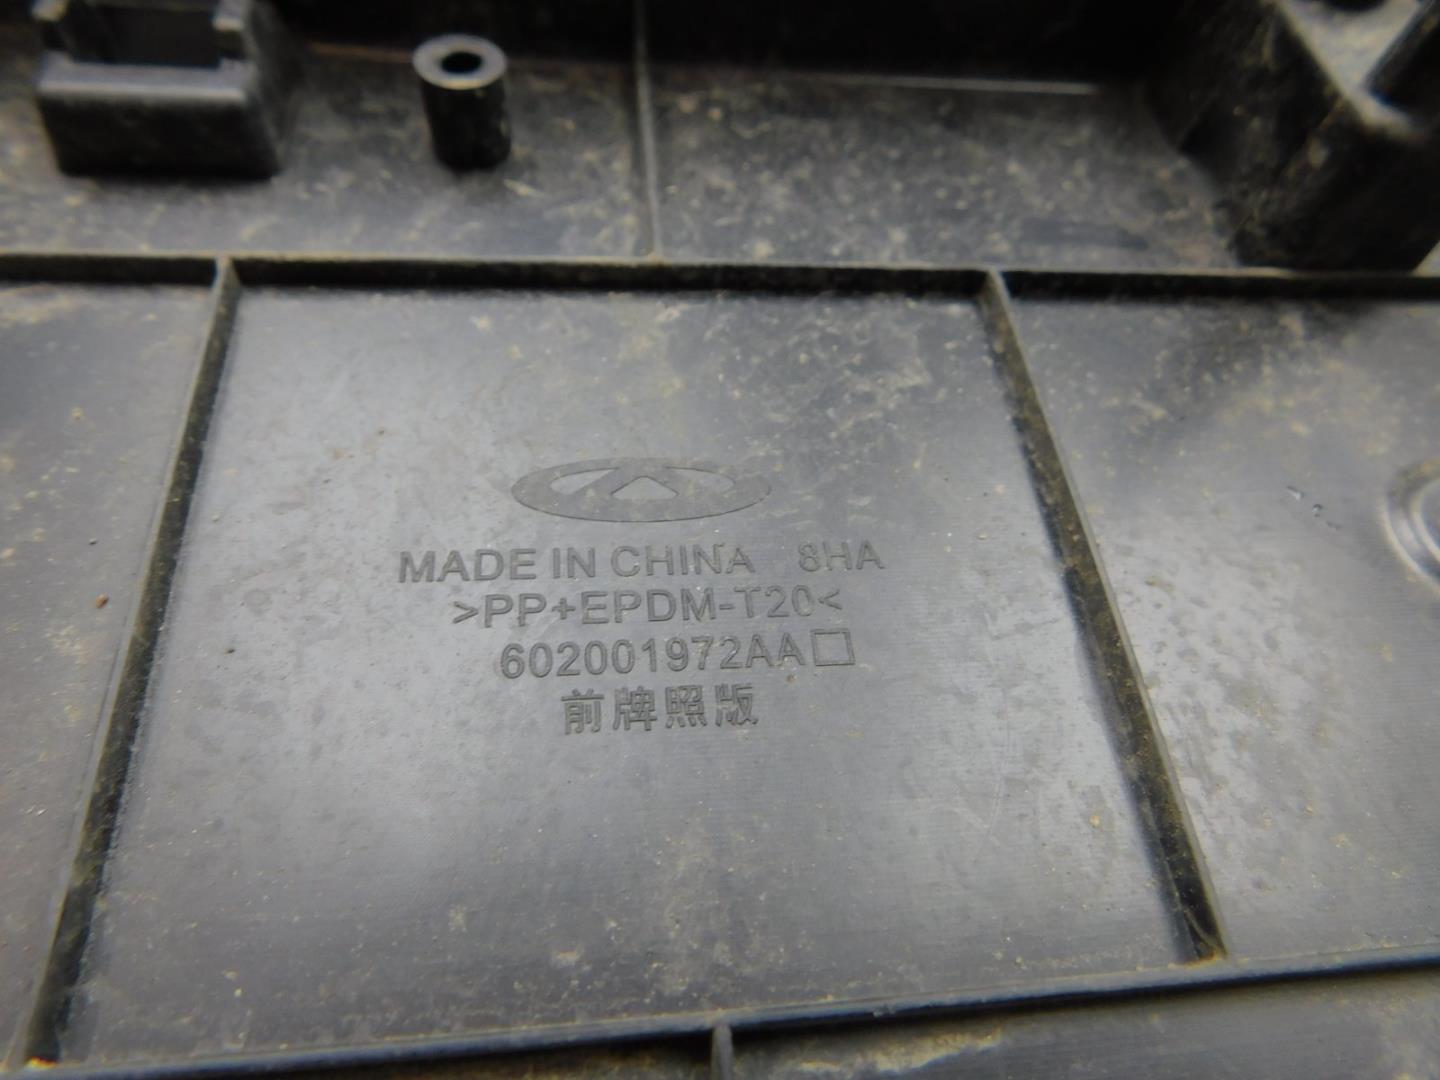 MADE IN CHINA 8HA
>PP+EPDM-T20<
602001972AA□
前牌照版